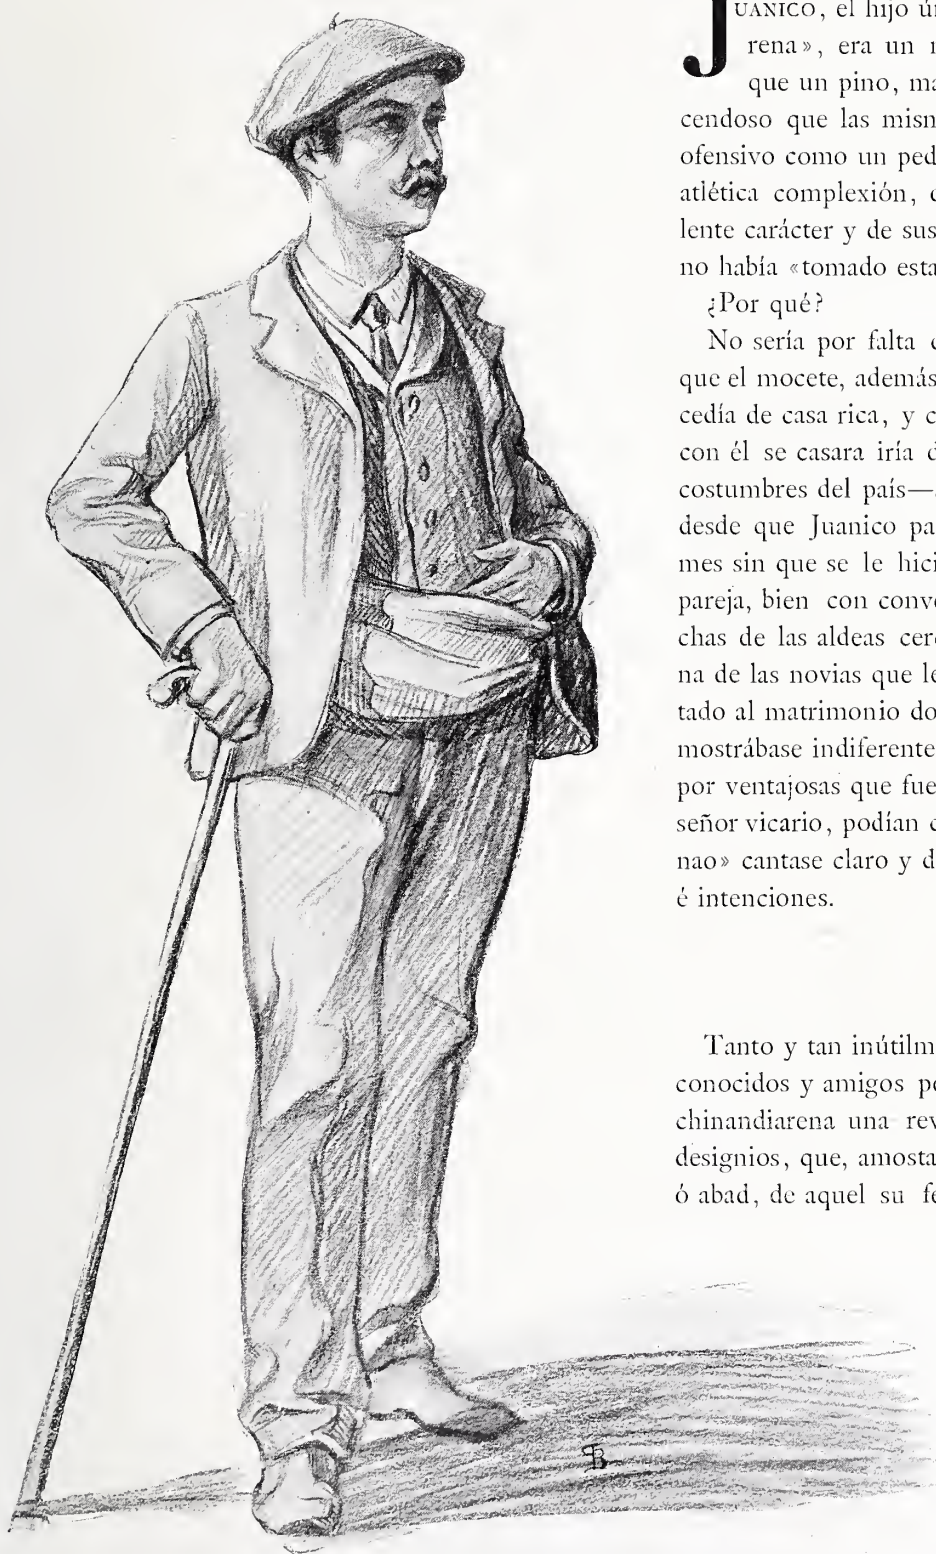 JUANICO, el hijo ú
rena», era un
que un pino, ma
cendoso que las mism
ofensivo como un ped
atlética complexión,
lente carácter y de sus
no había «tomado esta
¿Por qué?
No sería por falta
que el mocete, además
cedía de casa rica, y
con él se casara iría
costumbres del país—
desde que Juanico pa
mes sin que se le hici
pareja, bien con conve
chas de las aldeas cer
na de las novias que le
tado al matrimonio do
mostrábase indiferente
por ventajosas que fue
señor vicario, podían
nao» cantase claro y d
é intenciones.
Tanto y tan inútilm
conocidos y amigos
chinandiarena una rev
designios, que, amosta
ó abad, de aquel su fe